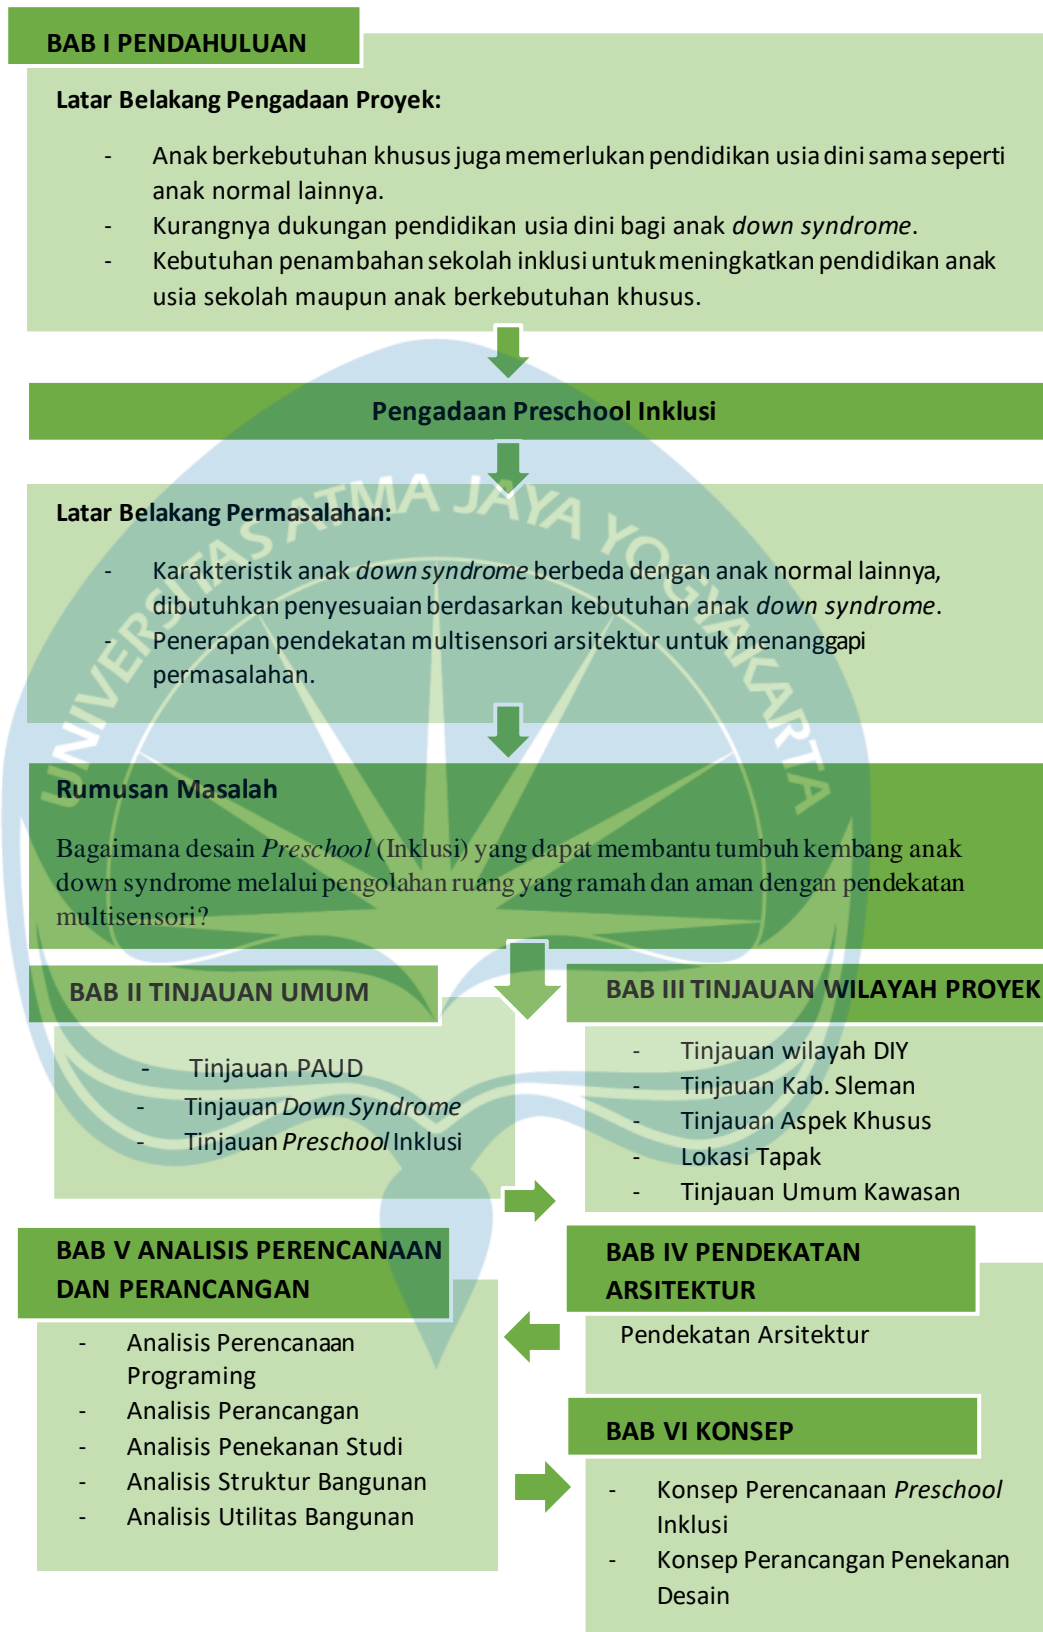 BAB I PENDAHULUAN
Latar Belakang Pengadaan Proyek:
- Anak berkebutuhan khusus juga memerlukan pendidikan usia dini sama seperti
anak normal lainnya.
- Kurangnya dukungan pendidikan usia dini bagi anak down syndrome.
- Kebutuhan penambahan sekolah inklusi untuk meningkatkan pendidikan anak
usia sekolah maupun anak berkebutuhan khusus.
Pengadaan Preschool Inklusi
UNIVERSITAS ATMA JAYA YOGYAKARTA
Latar Belakang Permasalahan:
- Karakteristik anak down syndrome berbeda dengan anak normal lainnya,
dibutuhkan penyesuaian berdasarkan kebutuhan anak down syndrome.
- Penerapan pendekatan multisensori arsitektur untuk menanggapi
permasalahan.
Rumusan Masalah
Bagaimana desain Preschool (Inklusi) yang dapat membantu tumbuh kembang anak
down syndrome melalui pengolahan ruang yang ramah dan aman dengan pendekatan
multisensori?
BAB II TINJAUAN UMUM
- Tinjauan PAUD
- Tinjauan Down Syndrome
- Tinjauan Preschool Inklusi
BAB III TINJAUAN WILAYAH PROYEK
- Tinjauan wilayah DIY
- Tinjauan Kab. Sleman
- Tinjauan Aspek Khusus
- Lokasi Tapak
- Tinjauan Umum Kawasan
BAB IV PENDEKATAN
ARSITEKTUR
Pendekatan Arsitektur
BAB V ANALISIS PERENCANAAN
DAN PERANCANGAN
- Analisis Perencanaan
Programing
- Analisis Perancangan
- Analisis Penekanan Studi
- Analisis Struktur Bangunan
- Analisis Utilitas Bangunan
BAB VI KONSEP
- Konsep Perencanaan Preschool
Inklusi
- Konsep Perancangan Penekanan
Desain